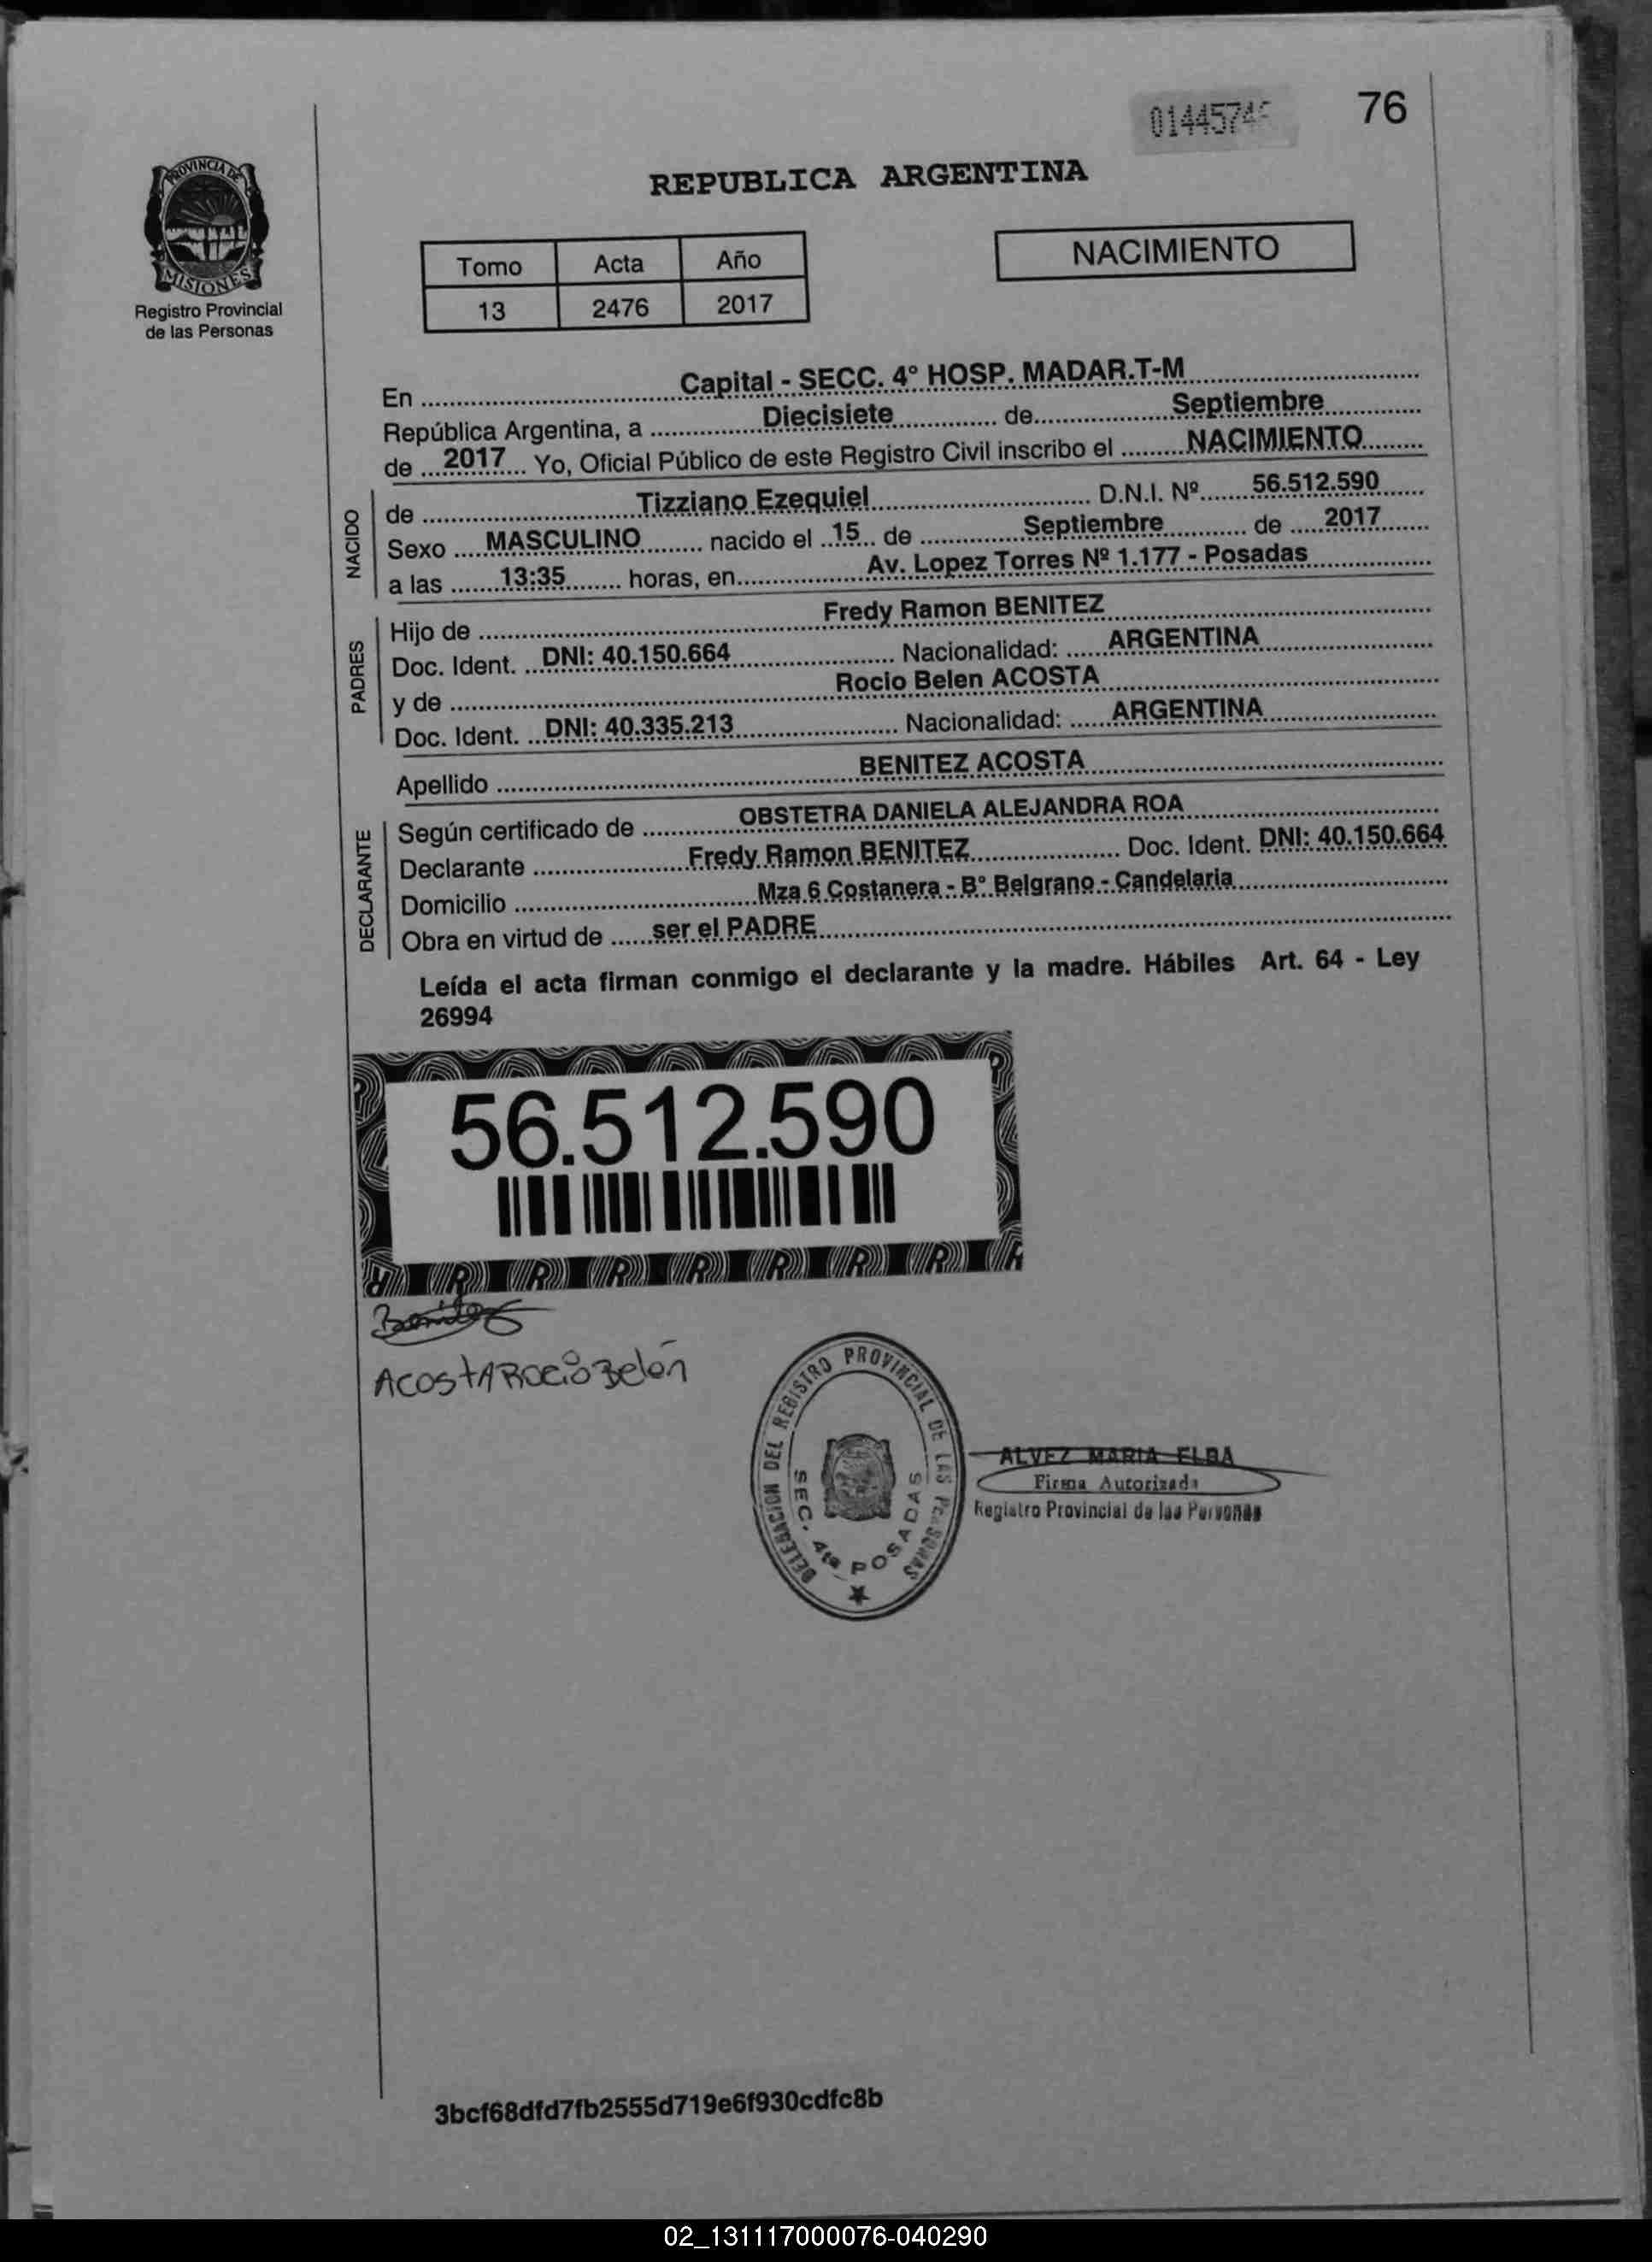 76
REPUBLICA ARGENTINA
PROVINCIA DE
MISIONES
Registro Provincial
de las Personas
Tomo Acta Año
13 2476 2017
NACIMIENTO
En Capital - SECC. 4° HOSP. MADAR.T-M
República Argentina, a Diecisiete de Septiembre
de 2017 Yo, Oficial Público de este Registro Civil inscribo el NACIMIENTO
NACIDO
de Tizziano Ezequiel D.N.I. Nº 56.512.590
Sexo MASCULINO nacido el 15 de Septiembre de 2017
a las 13:35 horas, en Av. Lopez Torres Nº 1.177 - Posadas
PADRES
Hijo de Fredy Ramon BENITEZ
Doc. Ident. DNI: 40.150.664 Nacionalidad: ARGENTINA
y de Rocio Belen ACOSTA
Doc. Ident. DNI: 40.335.213 Nacionalidad: ARGENTINA
Apellido BENITEZ ACOSTA
DECLARANTE
Según certificado de OBSTETRA DANIELA ALEJANDRA ROA
Declarante Fredy Ramon BENITEZ Doc. Ident. DNI: 40.150.664
Domicilio Mza 6 Costanera - B° Belgrano - Candelaria
Obra en virtud de ser el PADRE
Leída el acta firman conmigo el declarante y la madre. Hábiles Art. 64 - Ley
26994
56.512.590
Benitez
ACOSTA ROCIO Belén
DELEGACION DEL REGISTRO PROVINCIAL DE LAS PERSONAS
SEC. 4ta POSADAS
ALVEZ MARIA ELBA
Firma Autorizada
Registro Provincial de las Personas
3bcf68dfd7fb2555d719e6f930cdfc8b
02_131117000076-040290